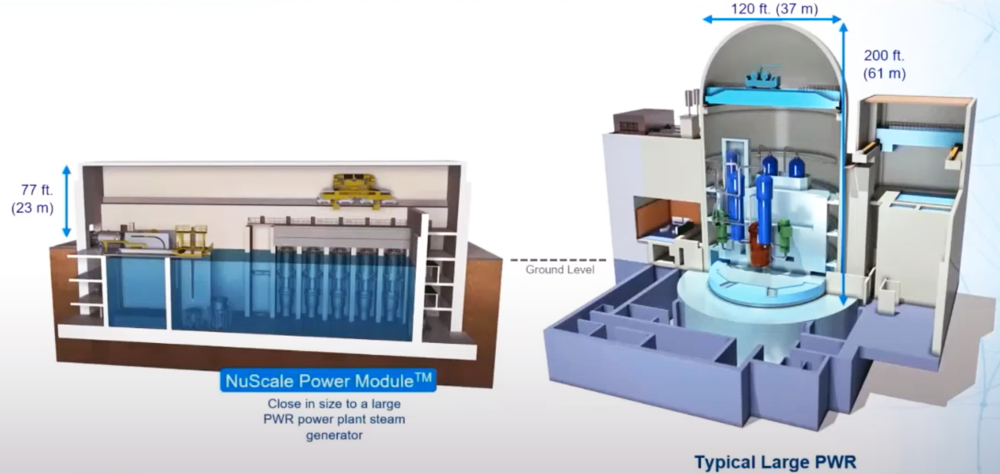 120 ft. (37 m)
200 ft.
(61 m)
77 ft.
(23 m)
Ground Level
NuScale Power Module™
Close in size to a large
PWR power plant steam
generator
Typical Large PWR